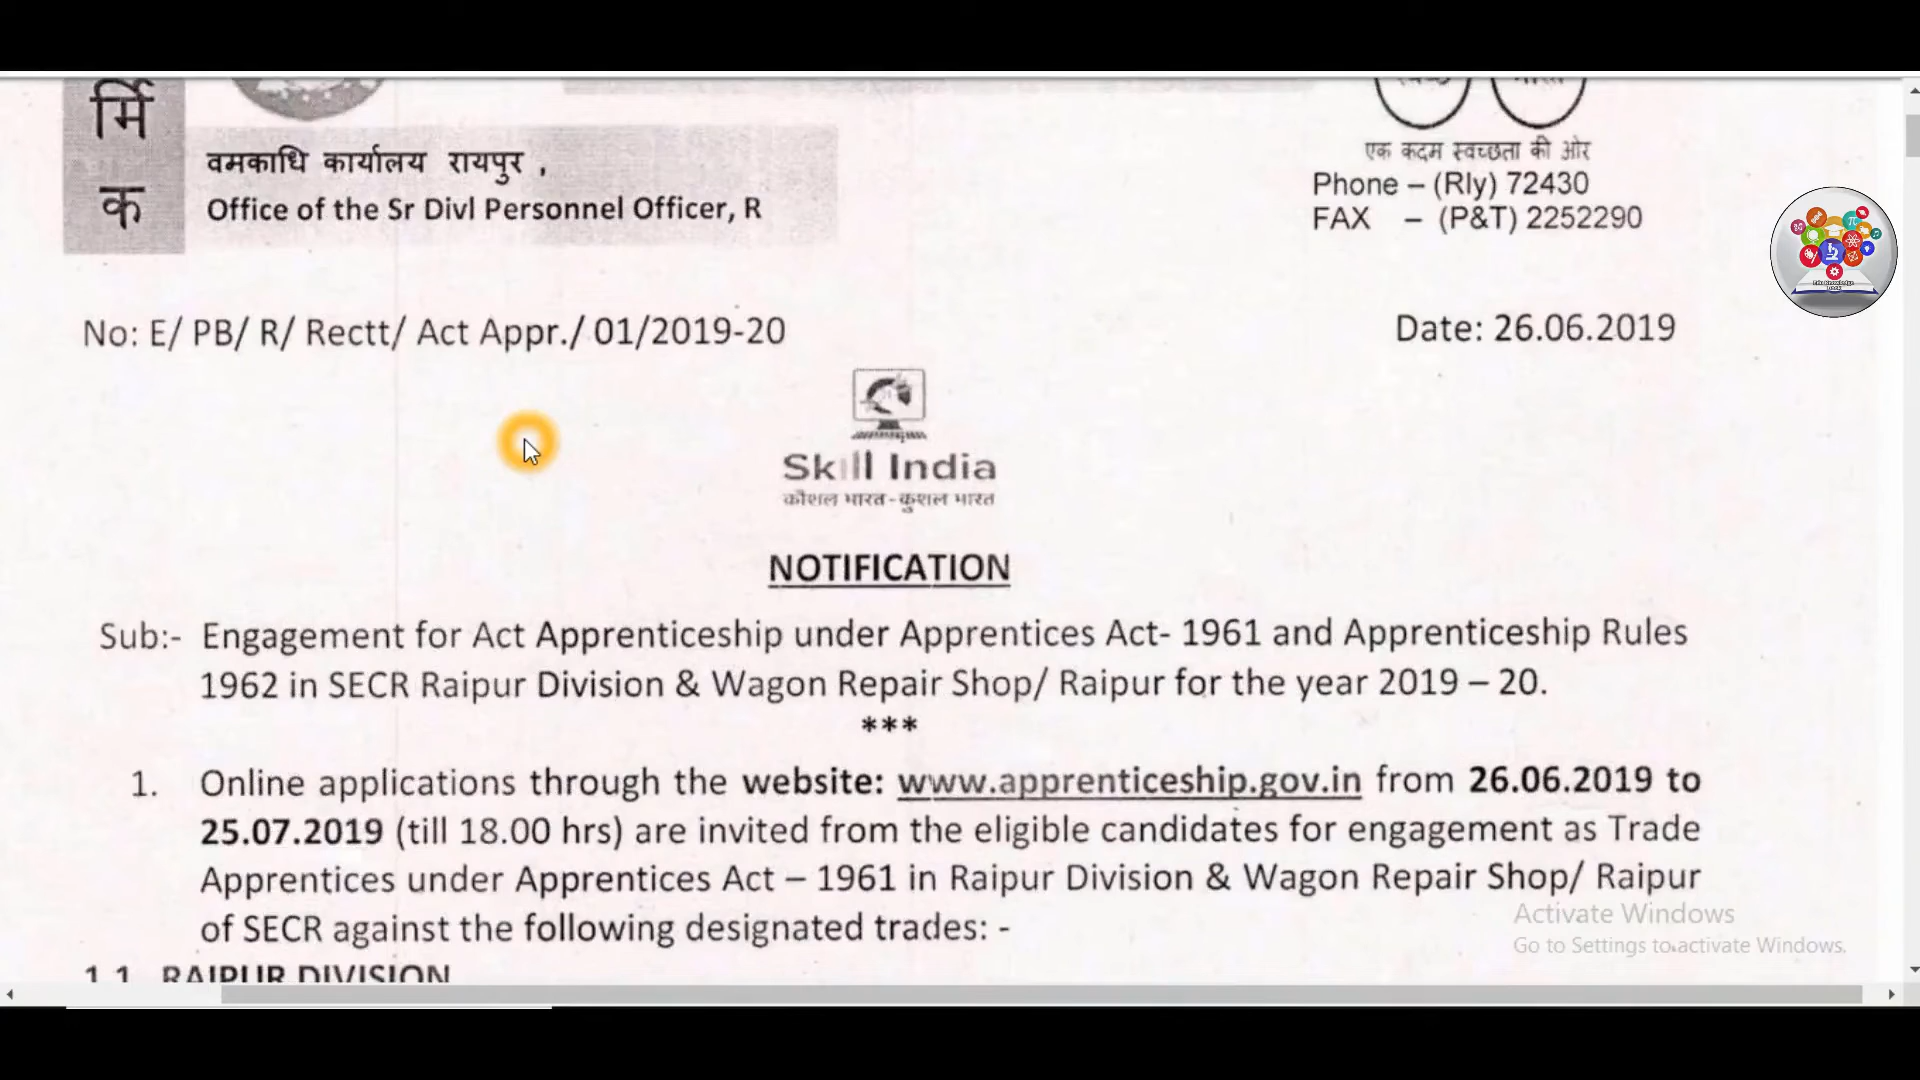 र्मि
क
वमकाधि कार्यालय रायपुर ,
Office of the Sr Divl Personnel Officer, R
एक कदम स्वच्छता की ओर
Phone – (Rly) 72430
FAX – (P&T) 2252290
No: E/ PB/ R/ Rectt/ Act Appr./ 01/2019-20
Date: 26.06.2019
Skill India
कौशल भारत - कुशल भारत
NOTIFICATION
Sub:- Engagement for Act Apprenticeship under Apprentices Act- 1961 and Apprenticeship Rules
1962 in SECR Raipur Division & Wagon Repair Shop/ Raipur for the year 2019 – 20.
***
1. Online applications through the website: www.apprenticeship.gov.in from 26.06.2019 to
25.07.2019 (till 18.00 hrs) are invited from the eligible candidates for engagement as Trade
Apprentices under Apprentices Act – 1961 in Raipur Division & Wagon Repair Shop/ Raipur
of SECR against the following designated trades: -
1.1 RAIPUR DIVISION
Activate Windows
Go to Settings to activate Windows.